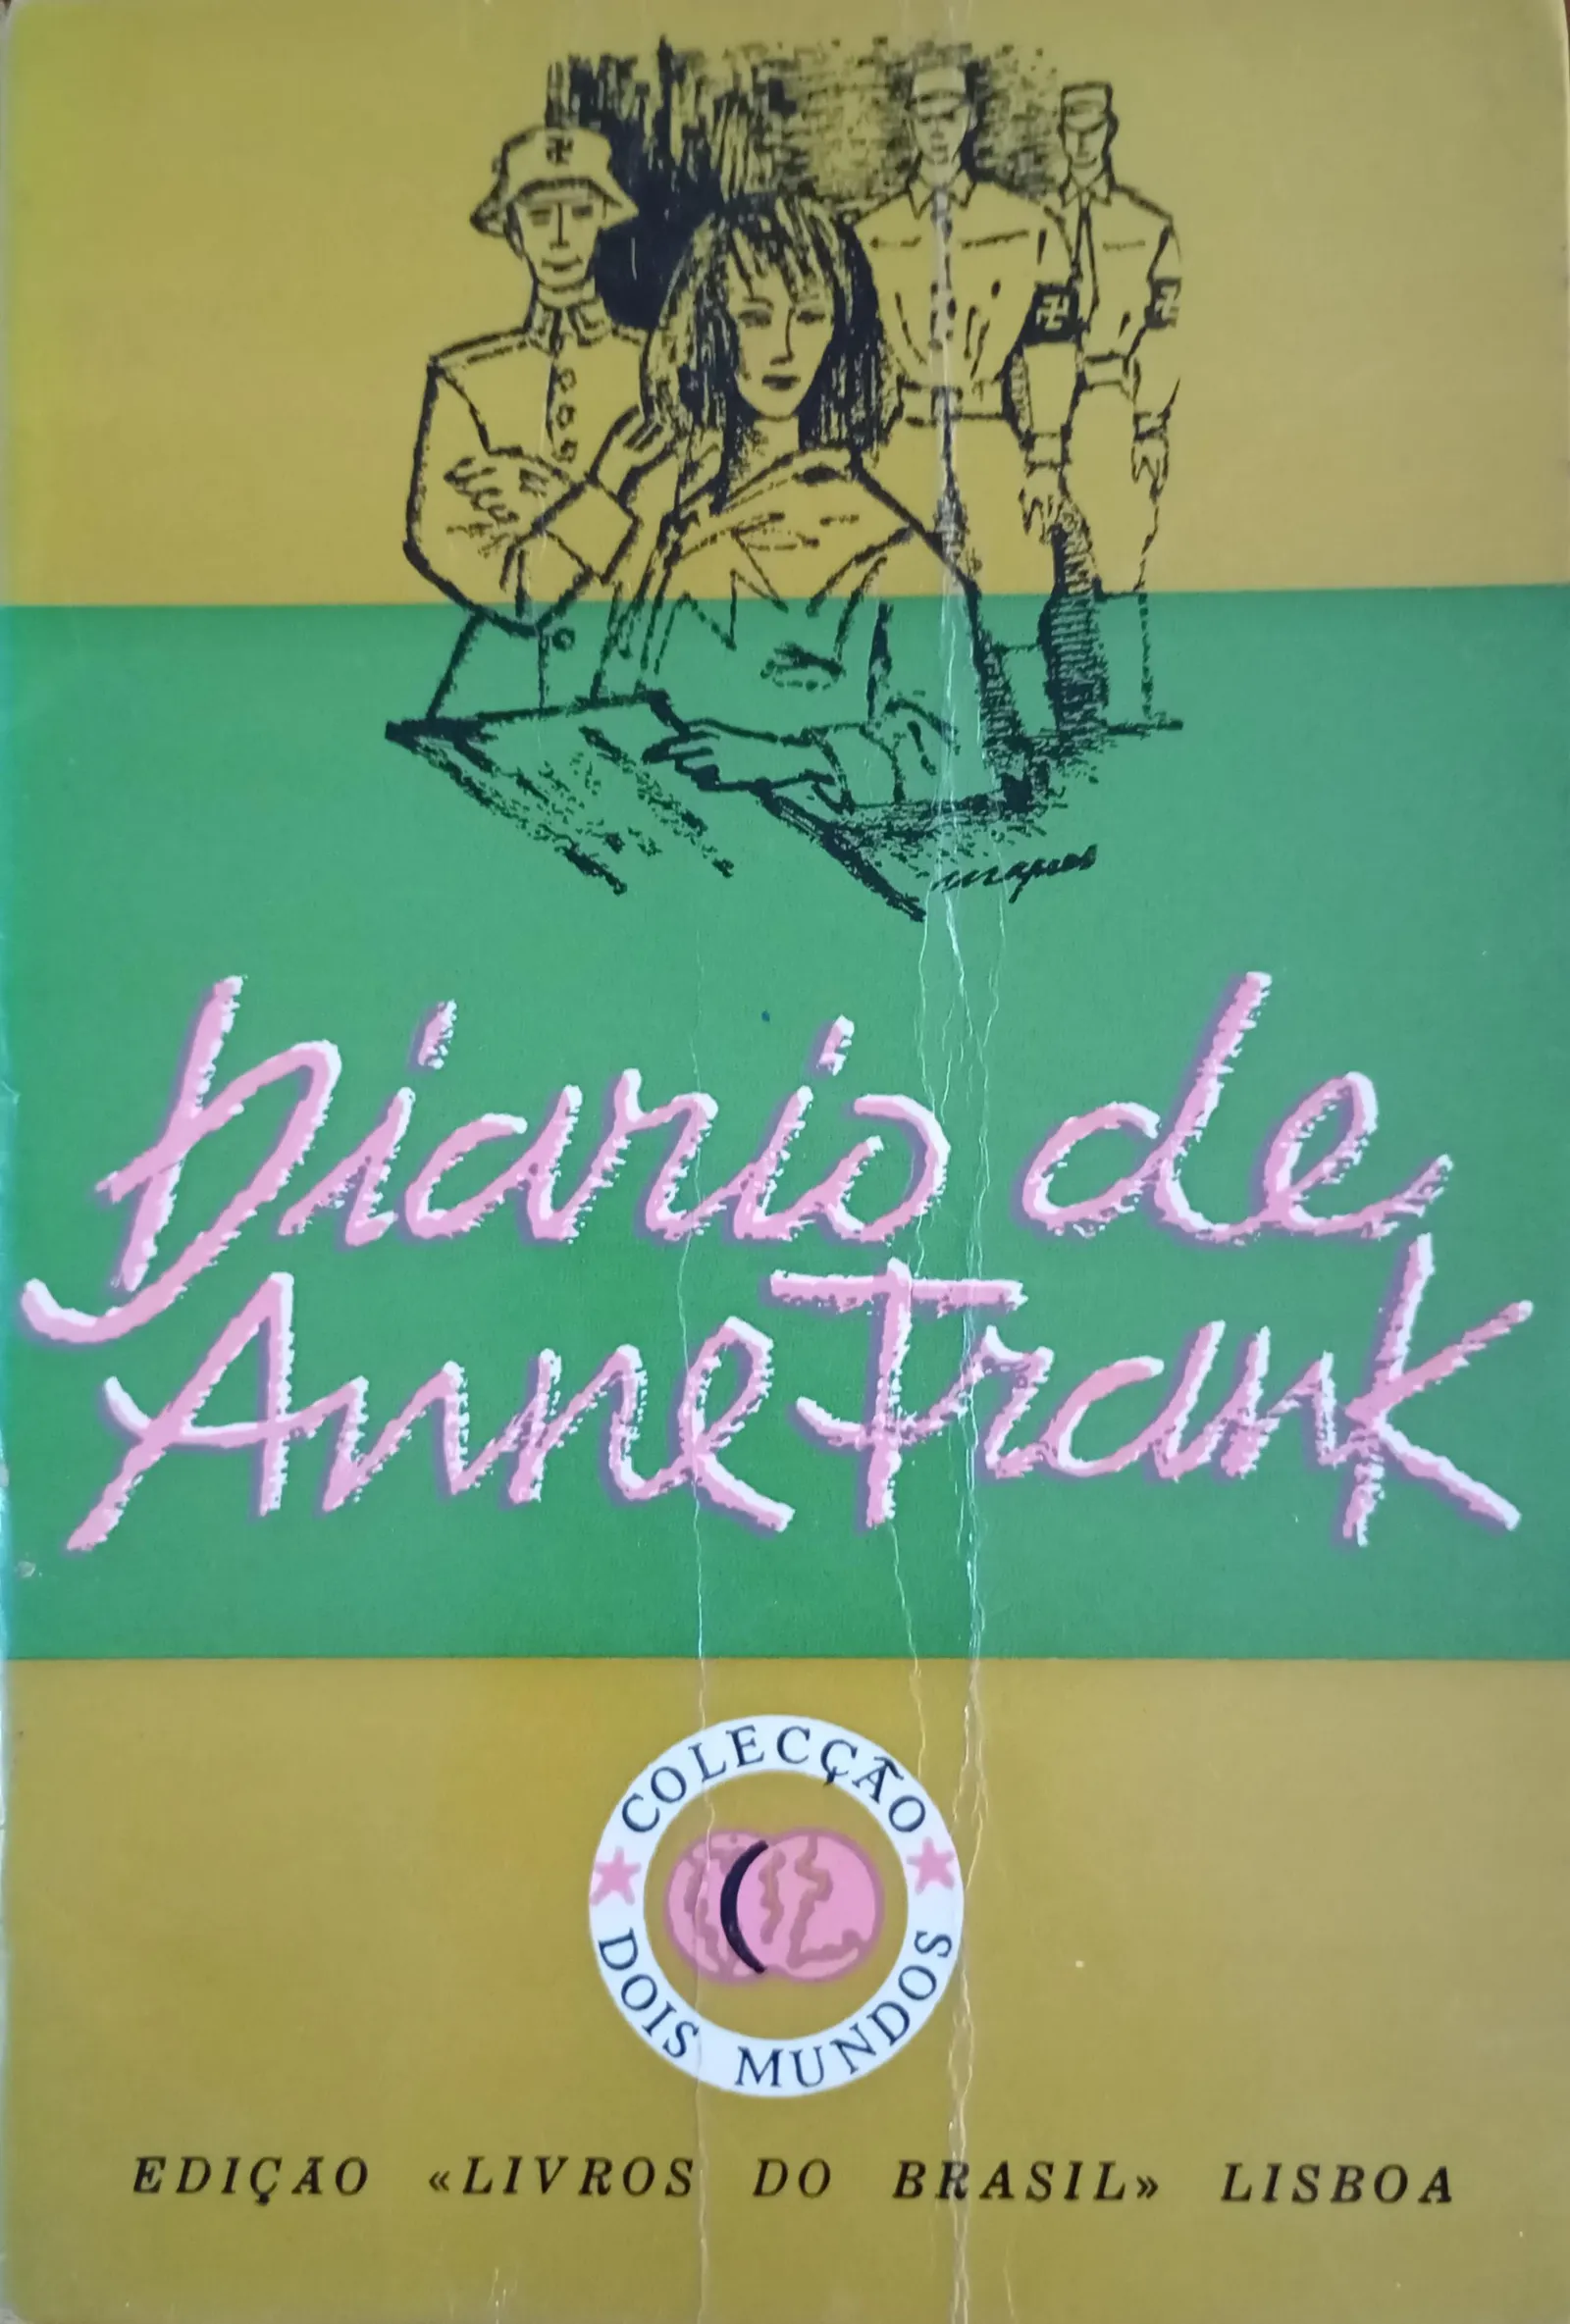 Diario de
Anne Frank
COLECÇÃO
DOIS MUNDOS
EDIÇÃO «LIVROS DO BRASIL» LISBOA